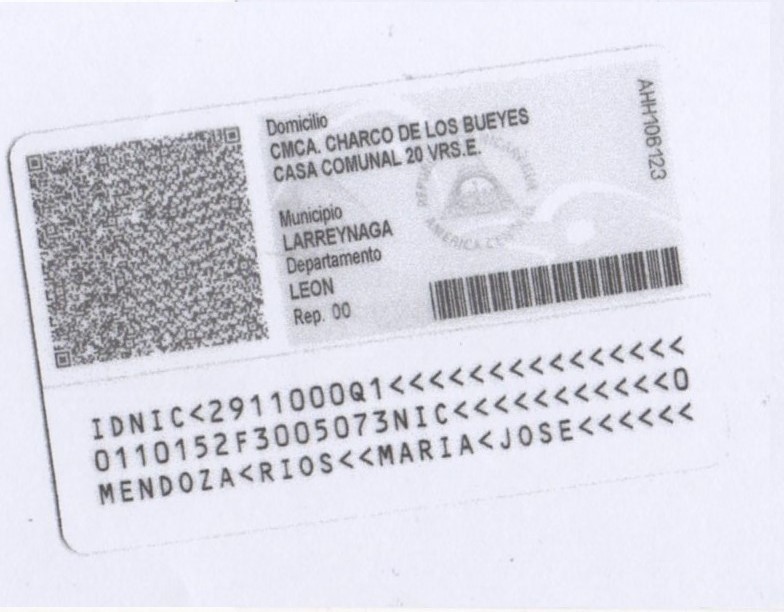 Domicilio
CMCA. CHARCO DE LOS BUEYES
CASA COMUNAL 20 VRS.E.
Municipio
LARREYNAGA
Departamento
LEON
Rep. 00
AHH106123
AMERICA CENTRAL
IDNIC<2911000Q1<<<<<<<<<<<<<<<
0110152F3005073NIC<<<<<<<<<<<0
MENDOZA<RIOS<<MARIA<JOSE<<<<<<